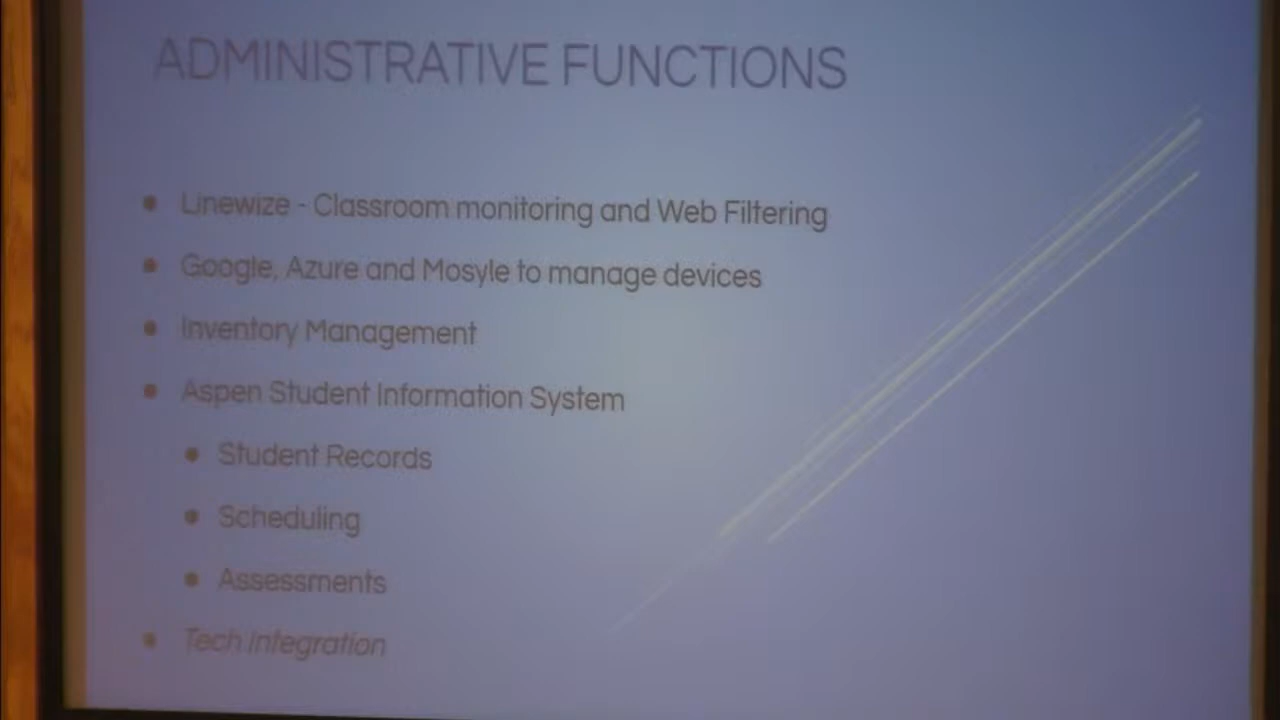 ADMINISTRATIVE FUNCTIONS
• Linewize - Classroom monitoring and Web Filtering
• Google, Azure and Mosyle to manage devices
• Inventory Management
• Aspen Student Information System
• Student Records
• Scheduling
• Assessments
• Tech Integration